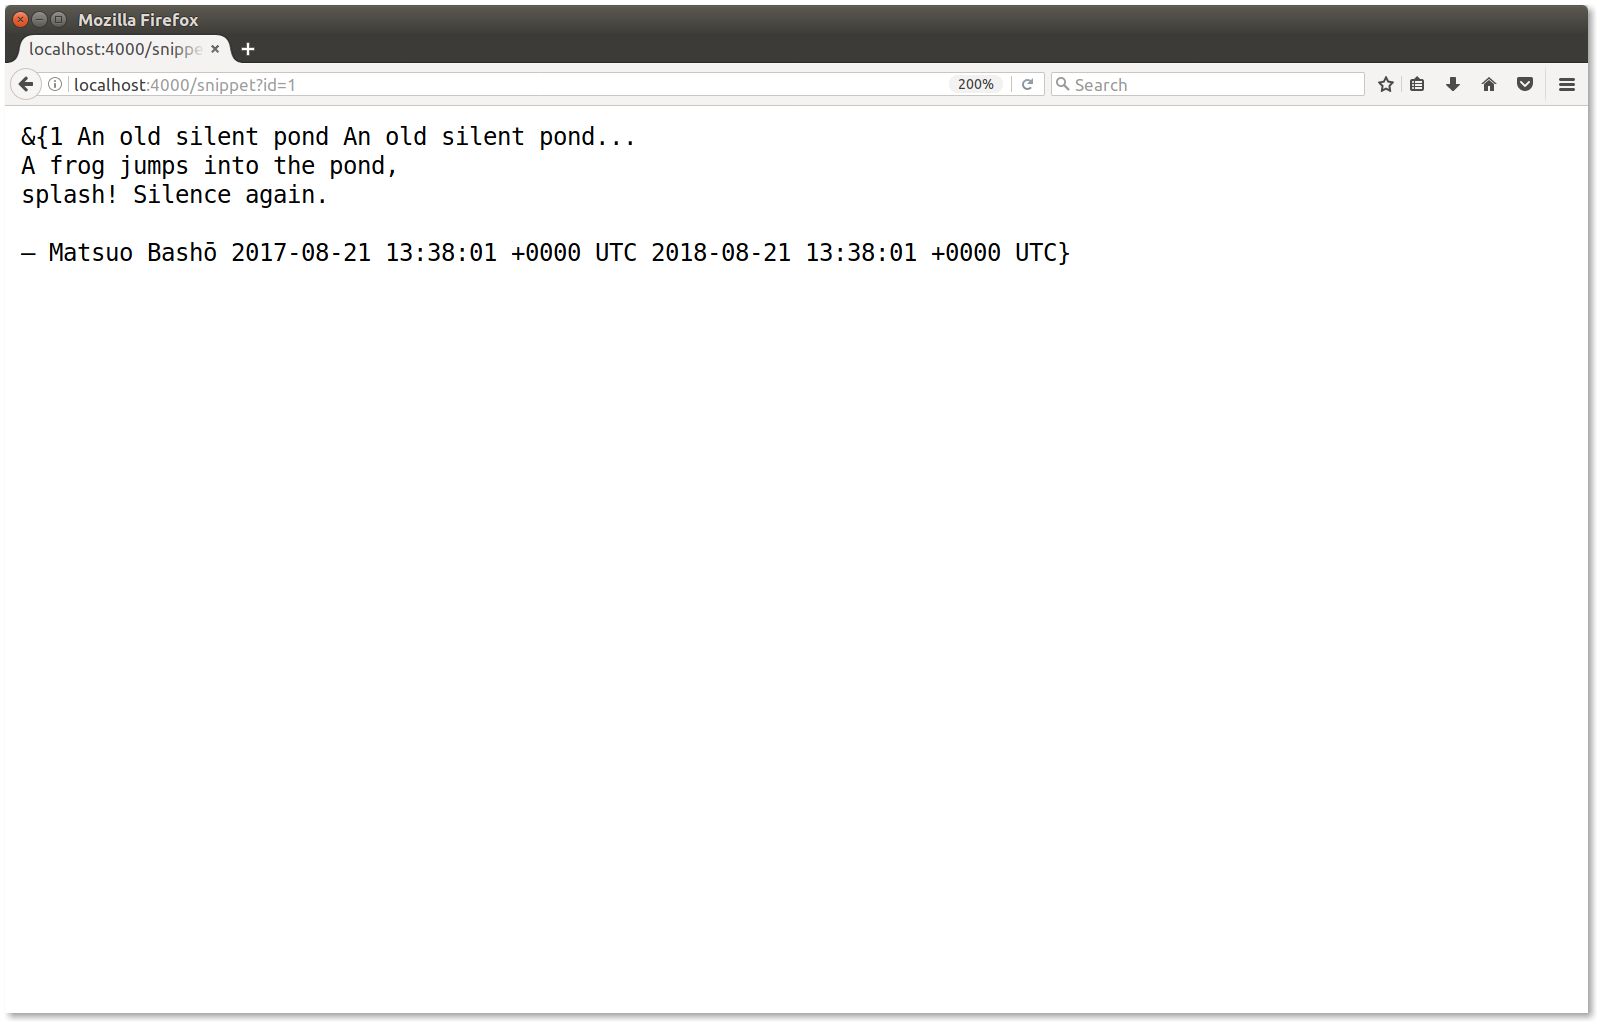 Mozilla Firefox
localhost:4000/snippe
localhost:4000/snippet?id=1
200%
Search
&{1 An old silent pond An old silent pond...
A frog jumps into the pond,
splash! Silence again.
– Matsuo Bashō 2017-08-21 13:38:01 +0000 UTC 2018-08-21 13:38:01 +0000 UTC}